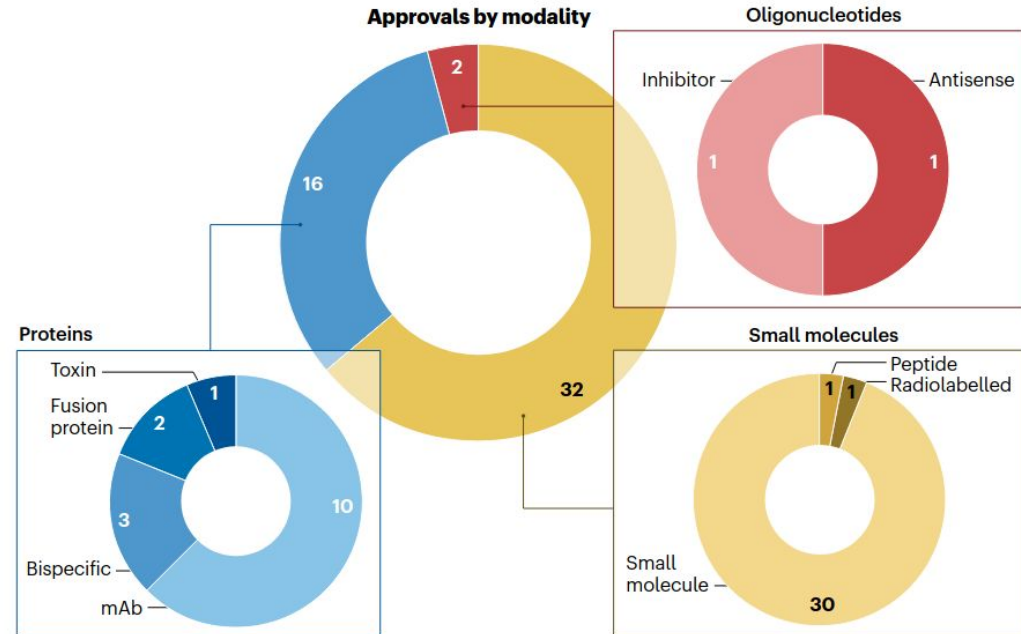 Approvals by modality
2
16
32
Oligonucleotides
Inhibitor
Antisense
1
1
Proteins
Toxin
Fusion
protein
Bispecific
mAb
1
2
3
10
Small molecules
Peptide
Radiolabelled
1
1
Small
molecule
30